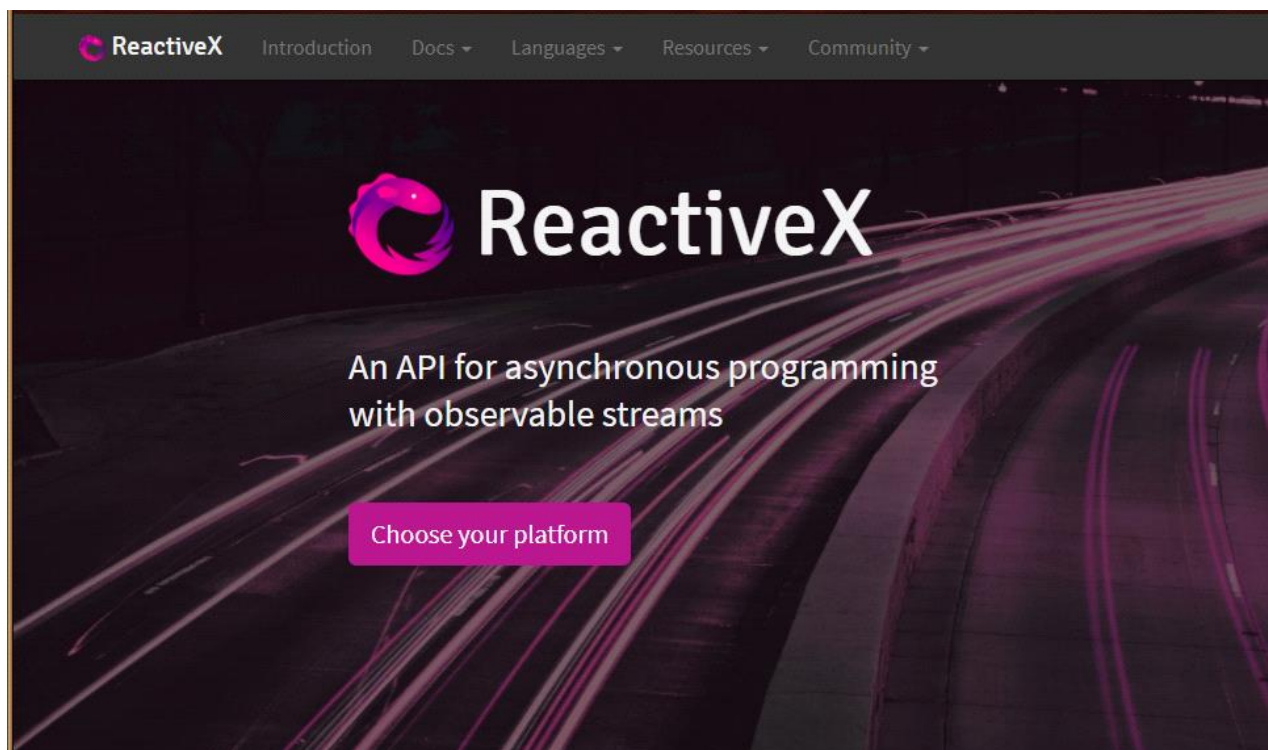 ReactiveX Introduction Docs Languages Resources Community
ReactiveX
An API for asynchronous programming
with observable streams
Choose your platform